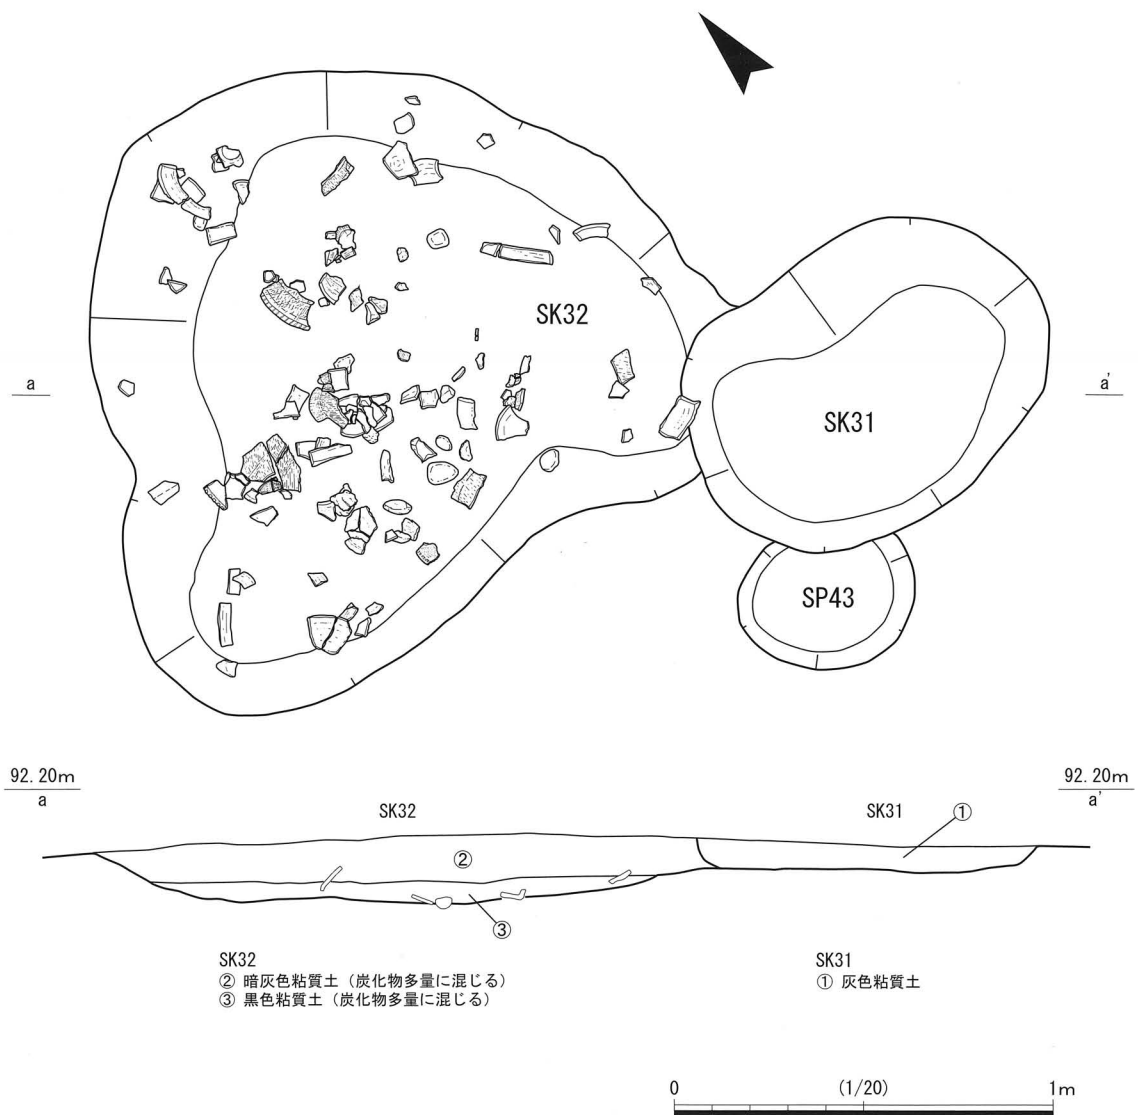 SK32
a
a'
SK31
SP43
92.20m
a
92.20m
a'
SK32
SK31
①
②
③
SK32
② 暗灰色粘質土（炭化物多量に混じる）
③ 黒色粘質土（炭化物多量に混じる）
SK31
① 灰色粘質土
0 (1/20) 1m